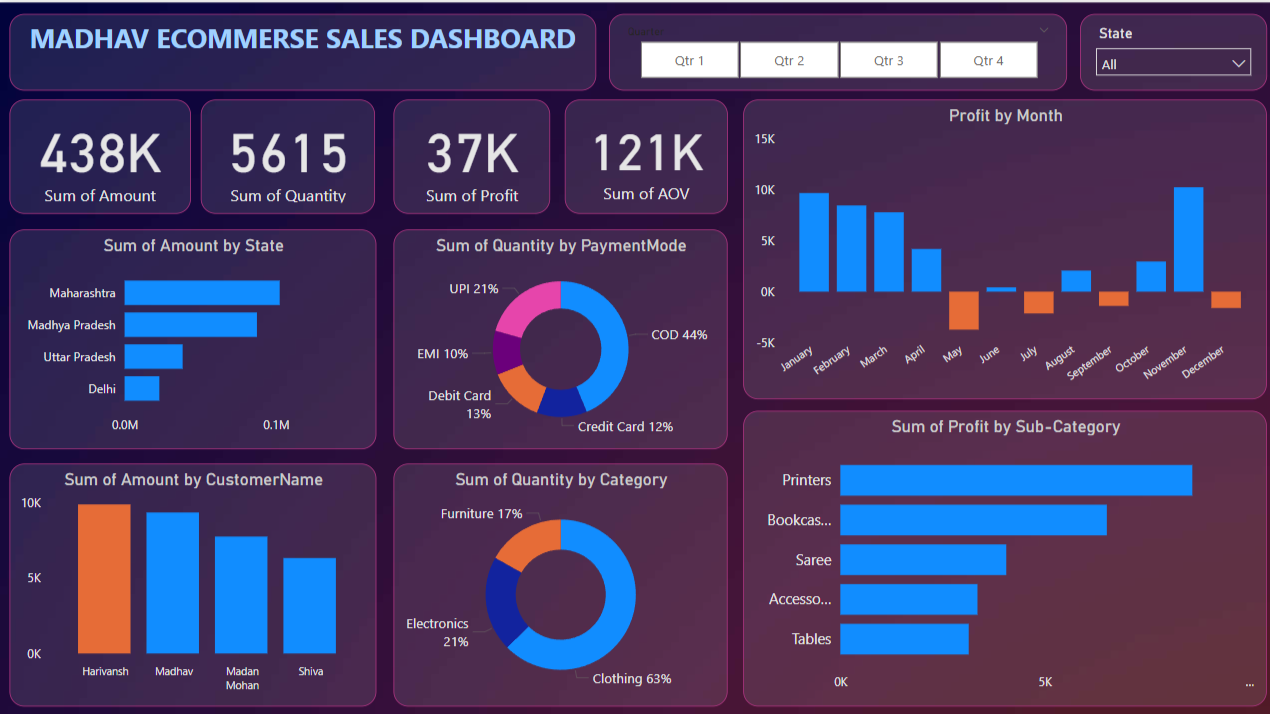 MADHAV ECOMMERSE SALES DASHBOARD
Quarter
Qtr 1
Qtr 2
Qtr 3
Qtr 4
State
All
438K
Sum of Amount
5615
Sum of Quantity
37K
Sum of Profit
121K
Sum of AOV
Profit by Month
15K
10K
5K
0K
-5K
January
February
March
April
May
June
July
August
September
October
November
December
Sum of Amount by State
Maharashtra
Madhya Pradesh
Uttar Pradesh
Delhi
0.0M
0.1M
Sum of Quantity by PaymentMode
UPI 21%
COD 44%
EMI 10%
Debit Card
13%
Credit Card 12%
Sum of Profit by Sub-Category
Printers
Bookcas...
Saree
Accesso...
Tables
0K
5K
...
Sum of Amount by CustomerName
10K
5K
0K
Harivansh
Madhav
Madan
Mohan
Shiva
Sum of Quantity by Category
Furniture 17%
Electronics
21%
Clothing 63%